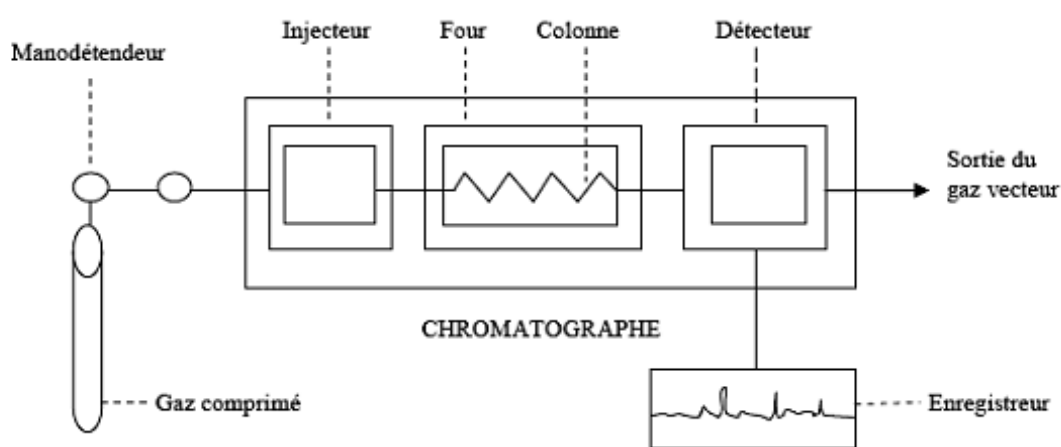 Injecteur
Four
Colonne
Détecteur
Manodétendeur
Sortie du
gaz vecteur
CHROMATOGRAPHE
Gaz comprimé
Enregistreur